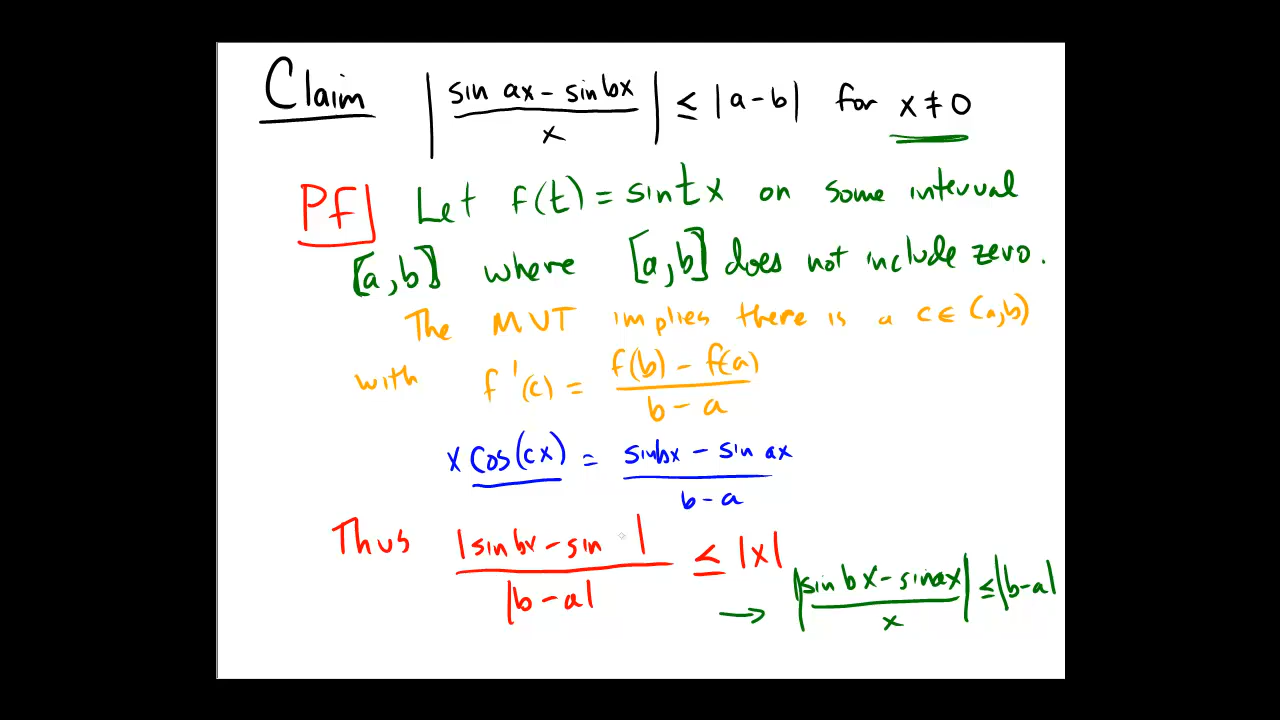 Claim | sin ax - sin bx / x | ≤ |a - b| for x ≠ 0
Pf Let f(t) = sin t x on some interval
[a, b] where [a, b] does not include zero.
The MVT implies there is a c ∈ (a, b)
with f'(c) = f(b) - f(a) / b - a
x cos(cx) = sin bx - sin ax / b - a
Thus |sin bx - sin | / |b - a| ≤ |x|
→ | sin bx - sin ax / x | ≤ |b - a|